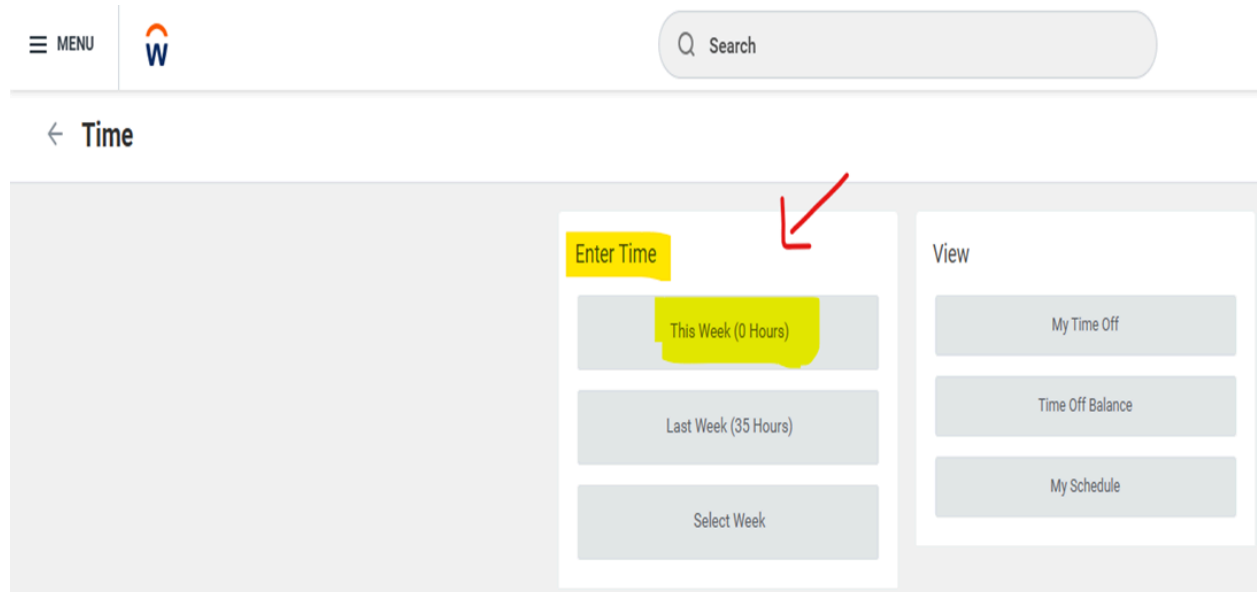 MENU
W
Search
Time
Enter Time
This Week (0 Hours)
Last Week (35 Hours)
Select Week
View
My Time Off
Time Off Balance
My Schedule